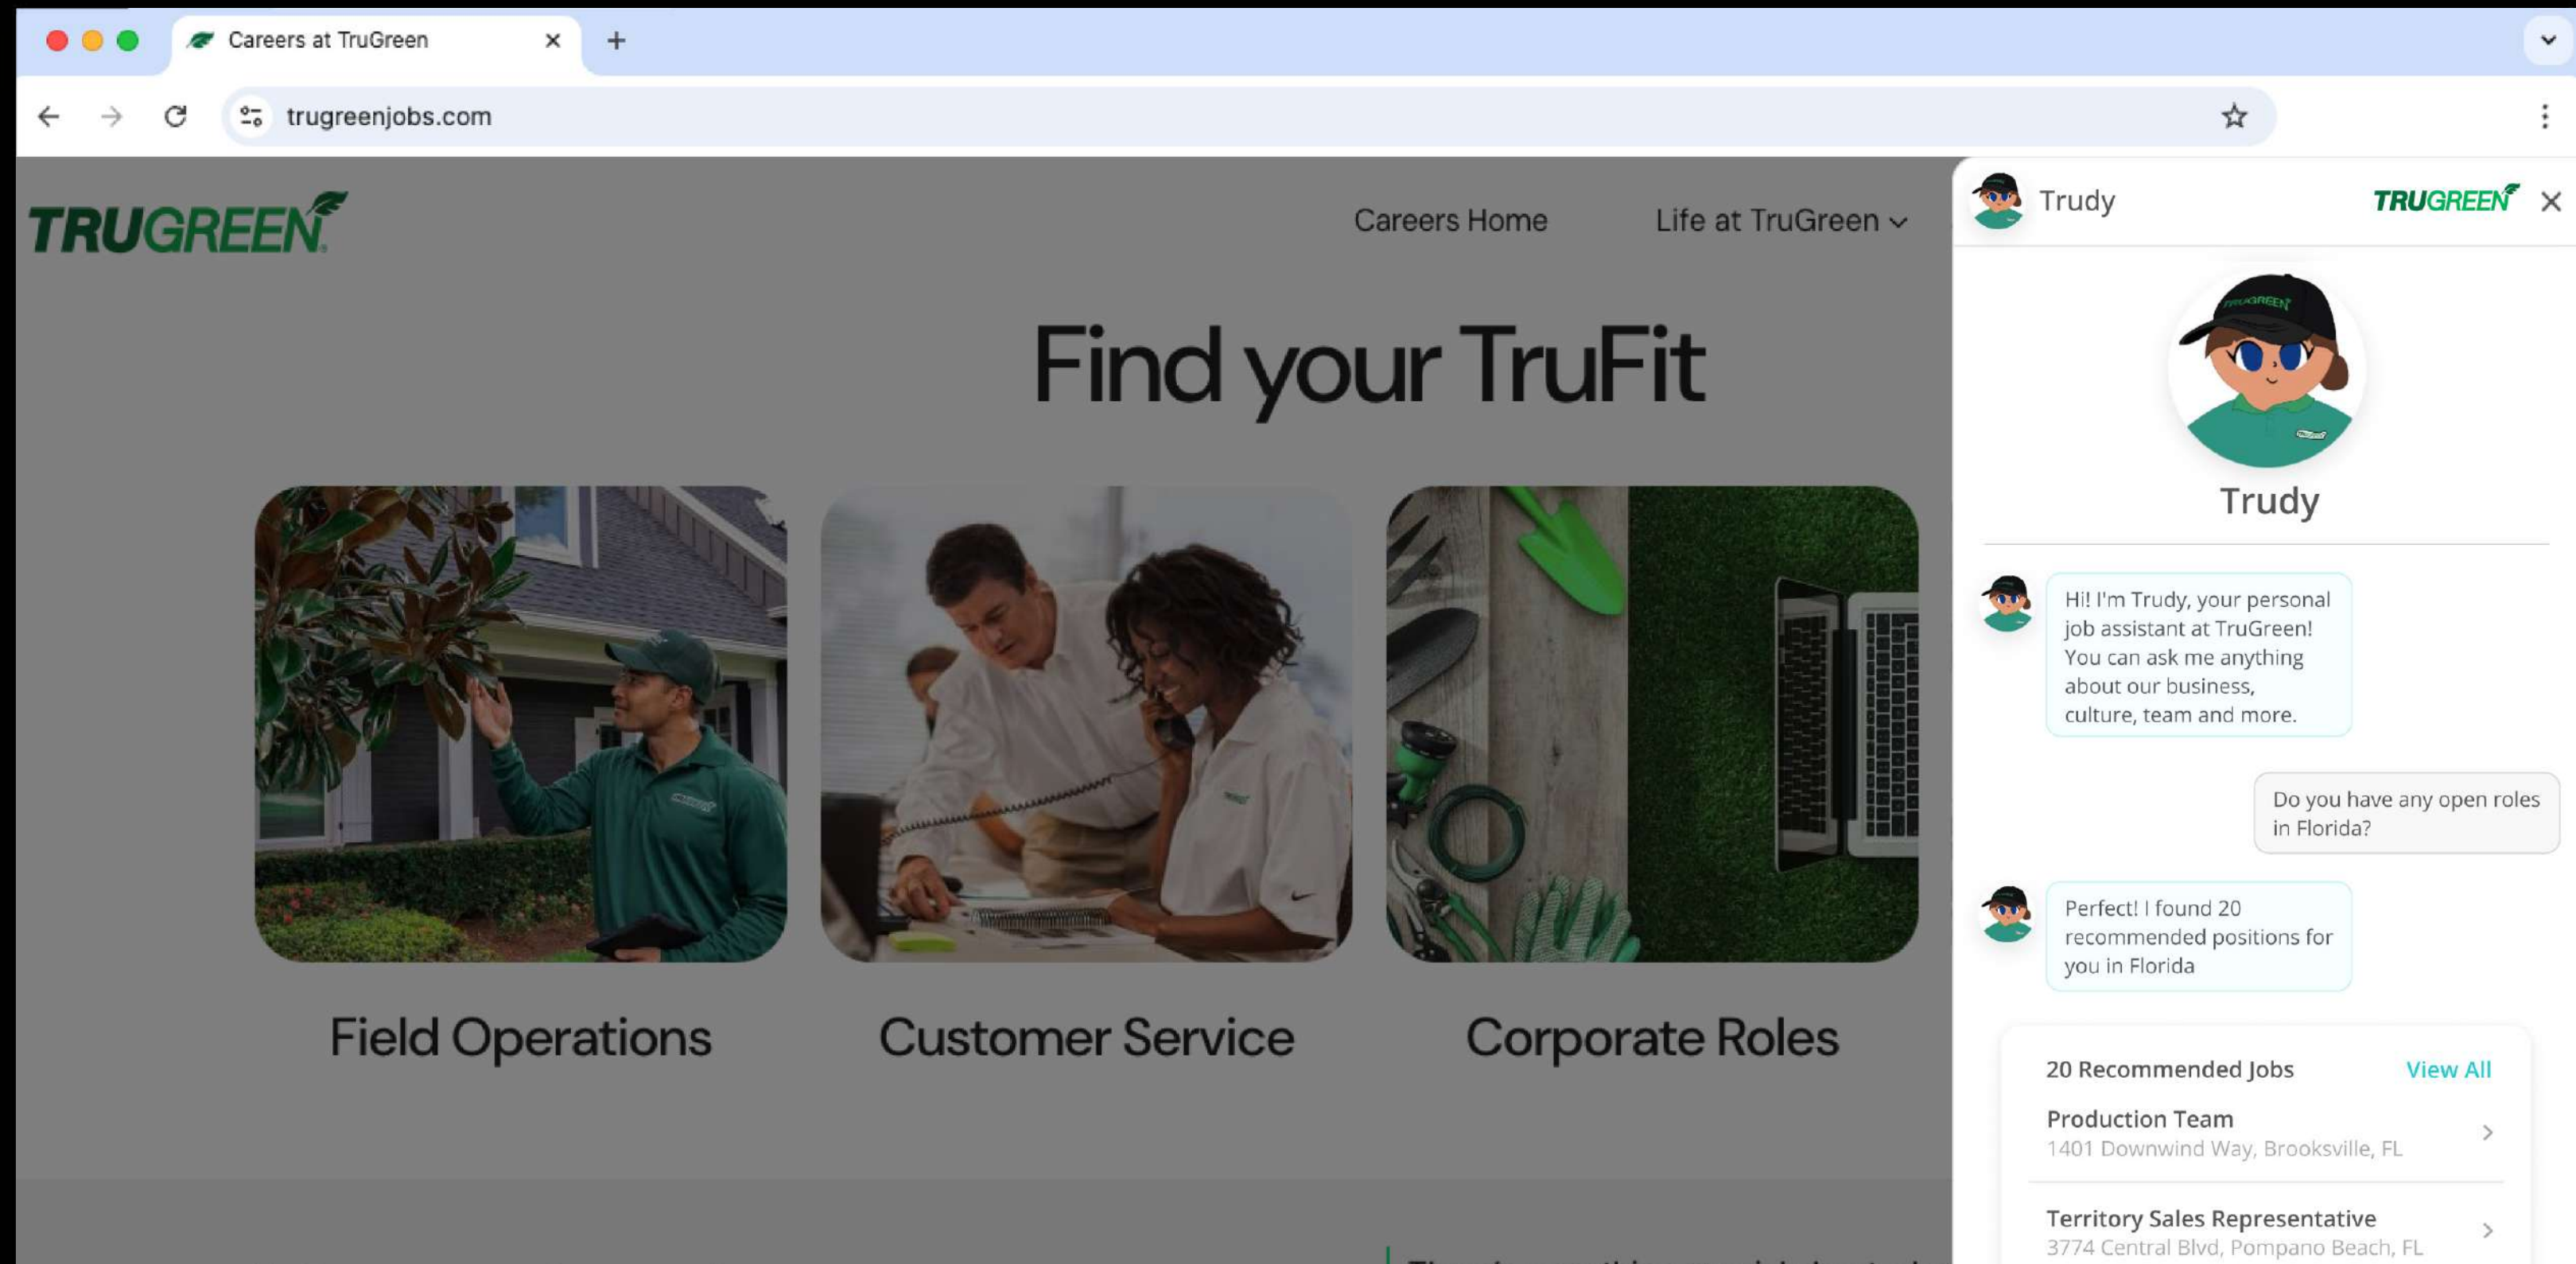 Careers at TruGreen
trugreenjobs.com
TRUGREEN
Careers Home
Life at TruGreen
Find your TruFit
Field Operations
Customer Service
Corporate Roles
Trudy
TRUGREEN
TRUGREEN
Trudy
Hi! I'm Trudy, your personal
job assistant at TruGreen!
You can ask me anything
about our business,
culture, team and more.
Do you have any open roles
in Florida?
Perfect! I found 20
recommended positions for
you in Florida
20 Recommended Jobs
View All
Production Team
1401 Downwind Way, Brooksville, FL
Territory Sales Representative
3774 Central Blvd, Pompano Beach, FL